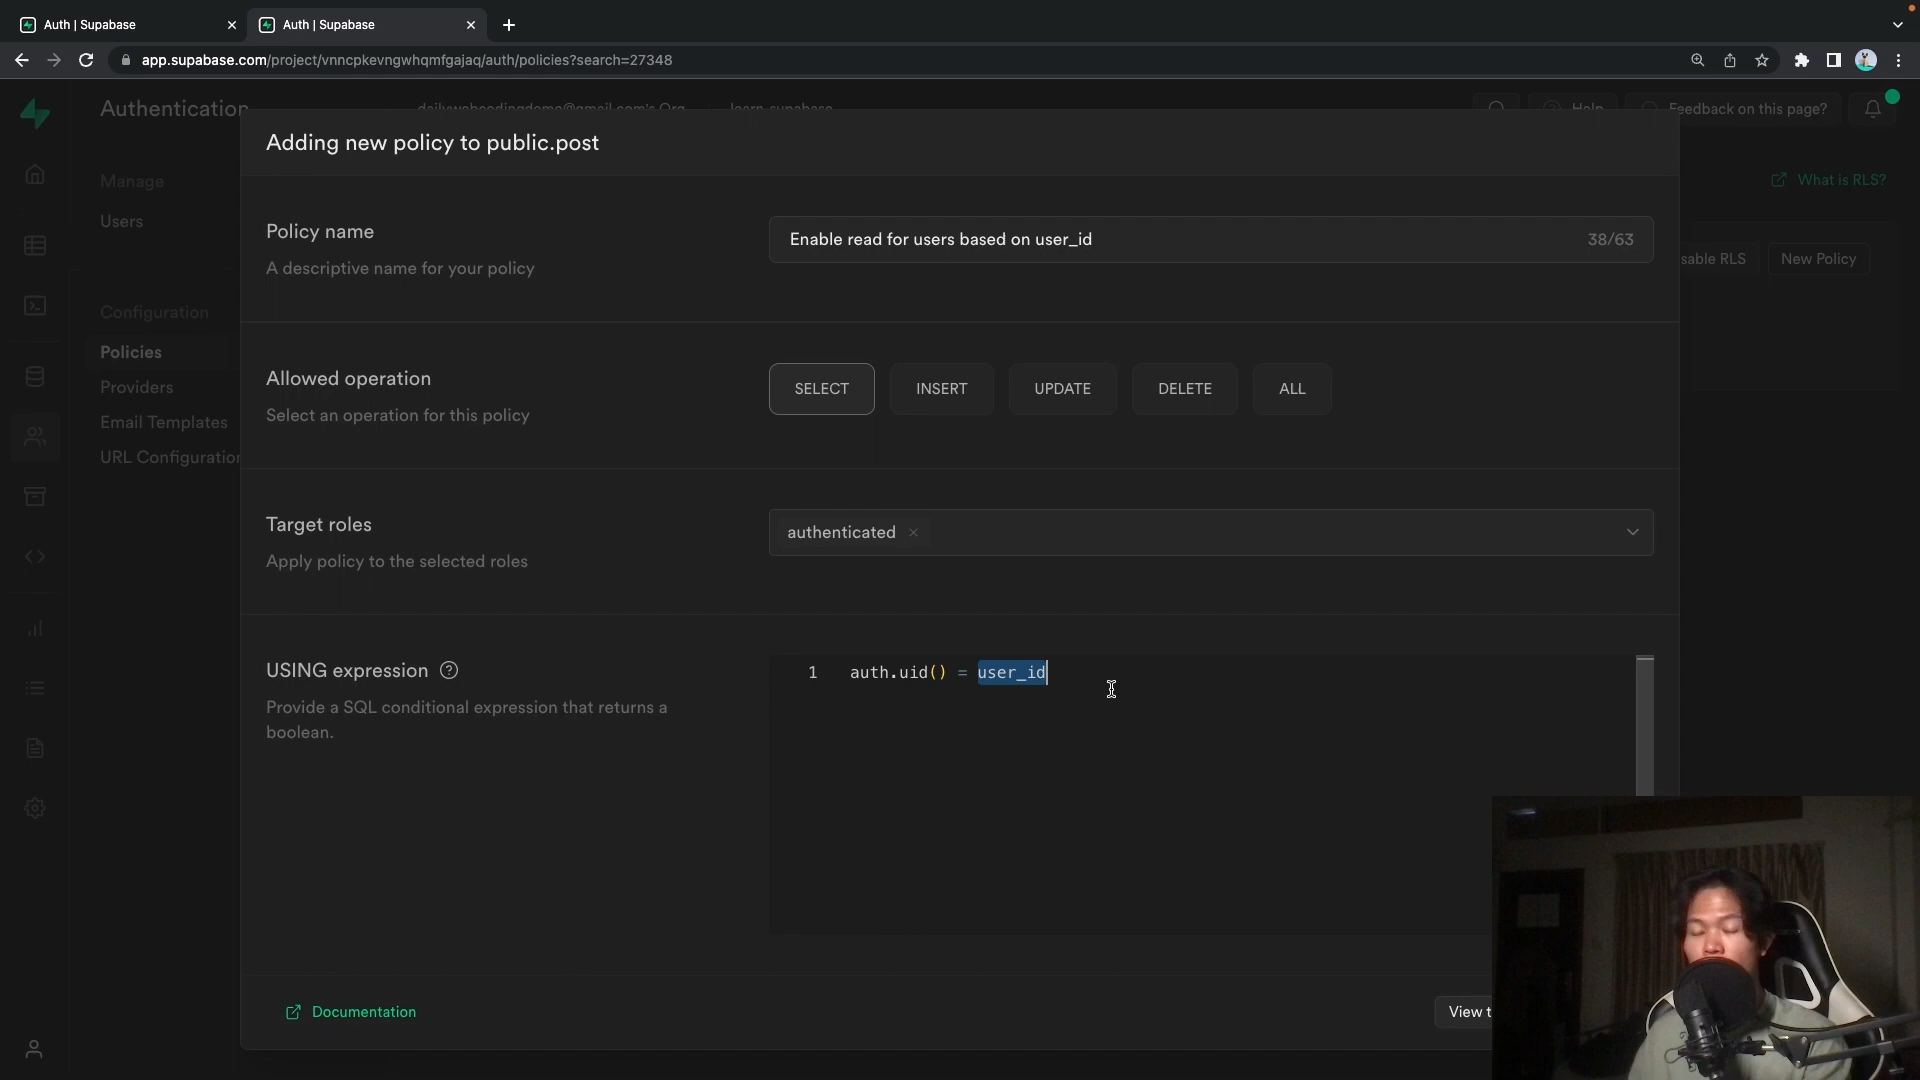 Auth | Supabase
Auth | Supabase
app.supabase.com/project/vnncpkevngwhqmfgajaq/auth/policies?search=27348
Authentication
dailywebcodingdemo@gmail.com's Org
learn-supabase
Help
Feedback on this page?
Adding new policy to public.post
Manage
Users
What is RLS?
Policy name
A descriptive name for your policy
Enable read for users based on user_id
38/63
sable RLS
New Policy
Configuration
Policies
Providers
Email Templates
URL Configuration
Allowed operation
Select an operation for this policy
SELECT
INSERT
UPDATE
DELETE
ALL
Target roles
Apply policy to the selected roles
authenticated
USING expression
Provide a SQL conditional expression that returns a
boolean.
1 auth.uid() = user_id
Documentation
View t